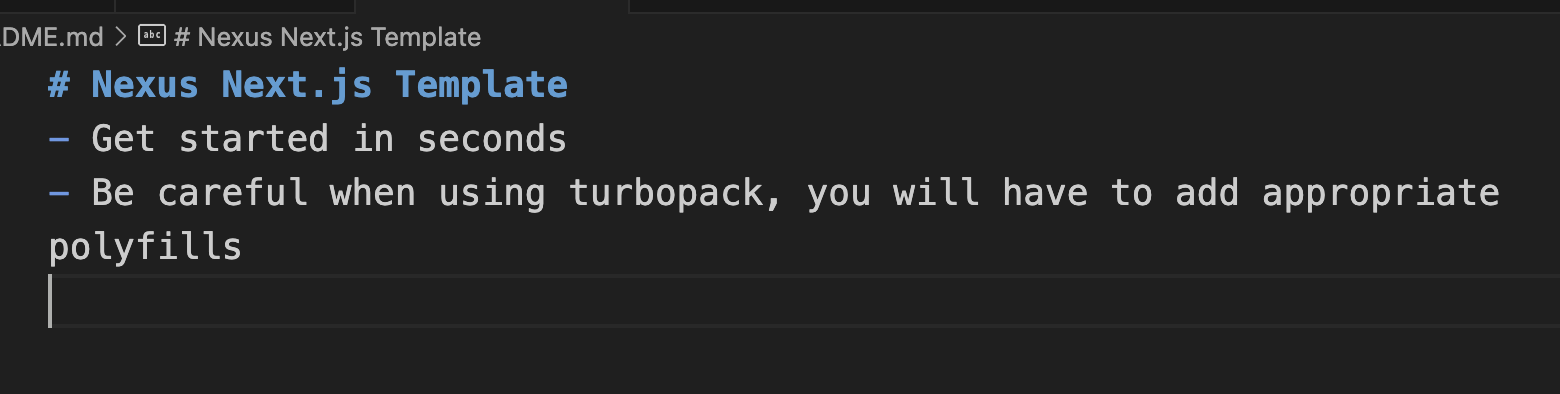 DME.md > # Nexus Next.js Template
# Nexus Next.js Template
- Get started in seconds
- Be careful when using turbopack, you will have to add appropriate
polyfills